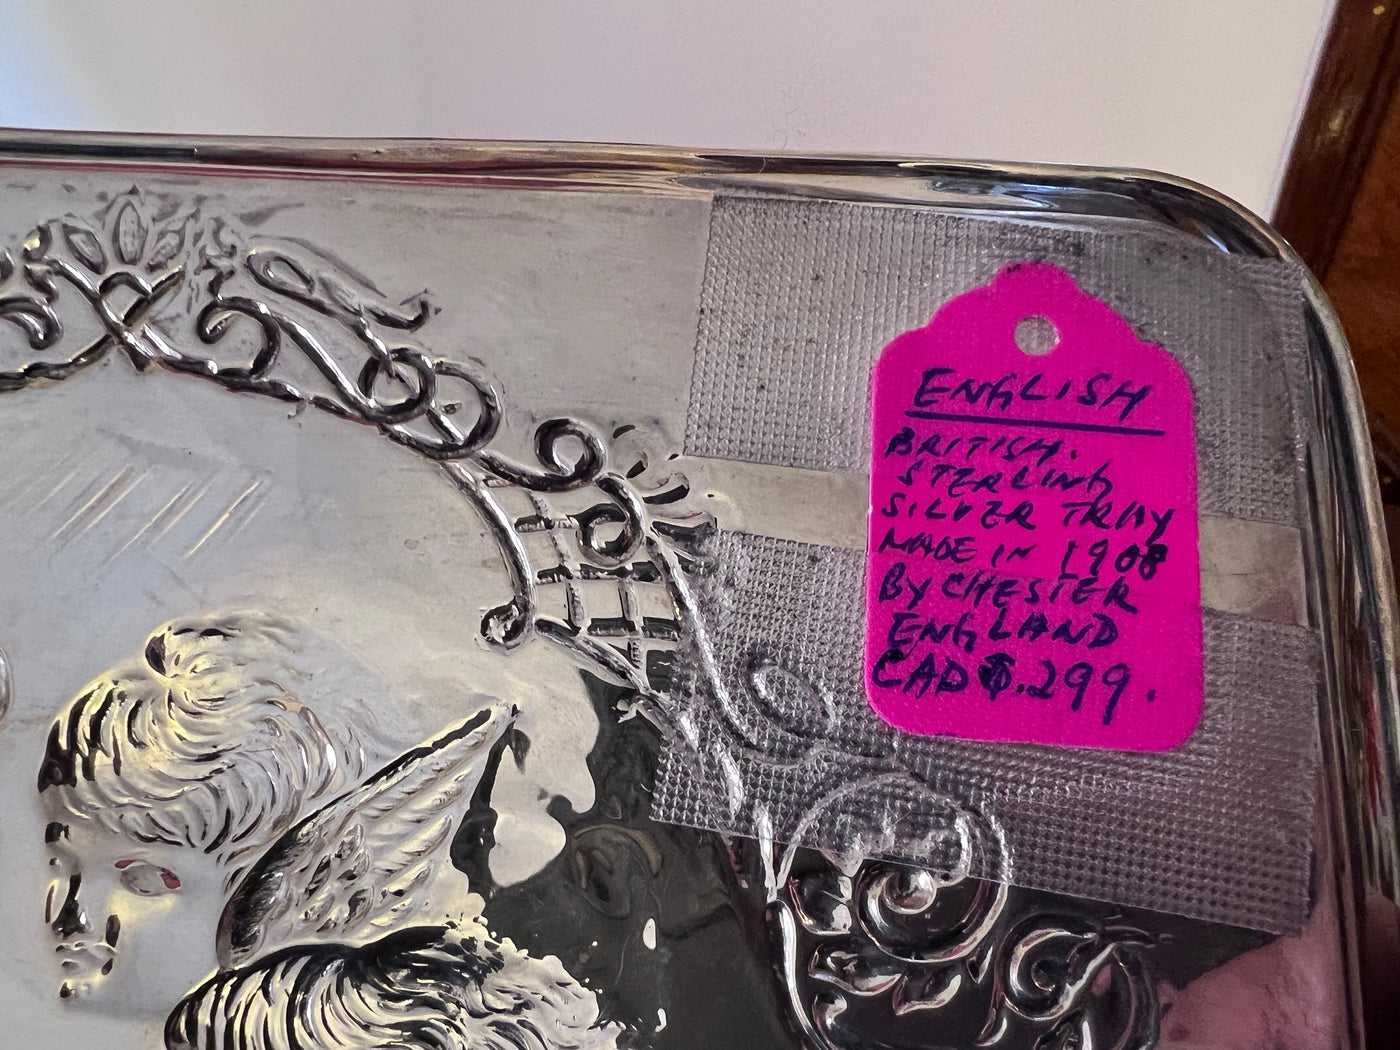 ENGLISH
BRITISH.
STERLING
SILVER TRAY
MADE IN 1908
BY CHESTER
ENGLAND
CAD $.299.